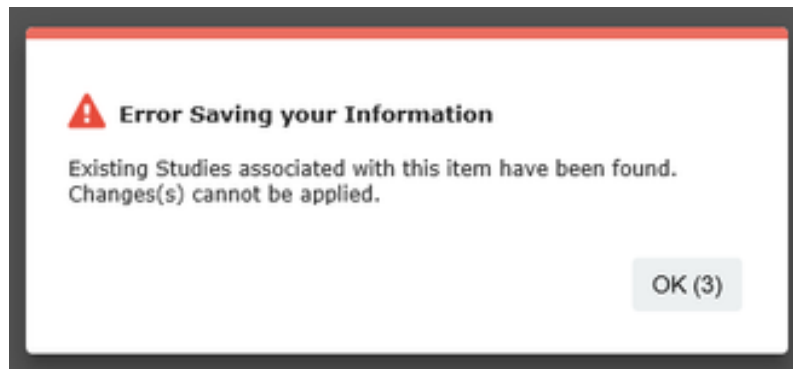 Error Saving your Information
Existing Studies associated with this item have been found.
Changes(s) cannot be applied.
OK (3)